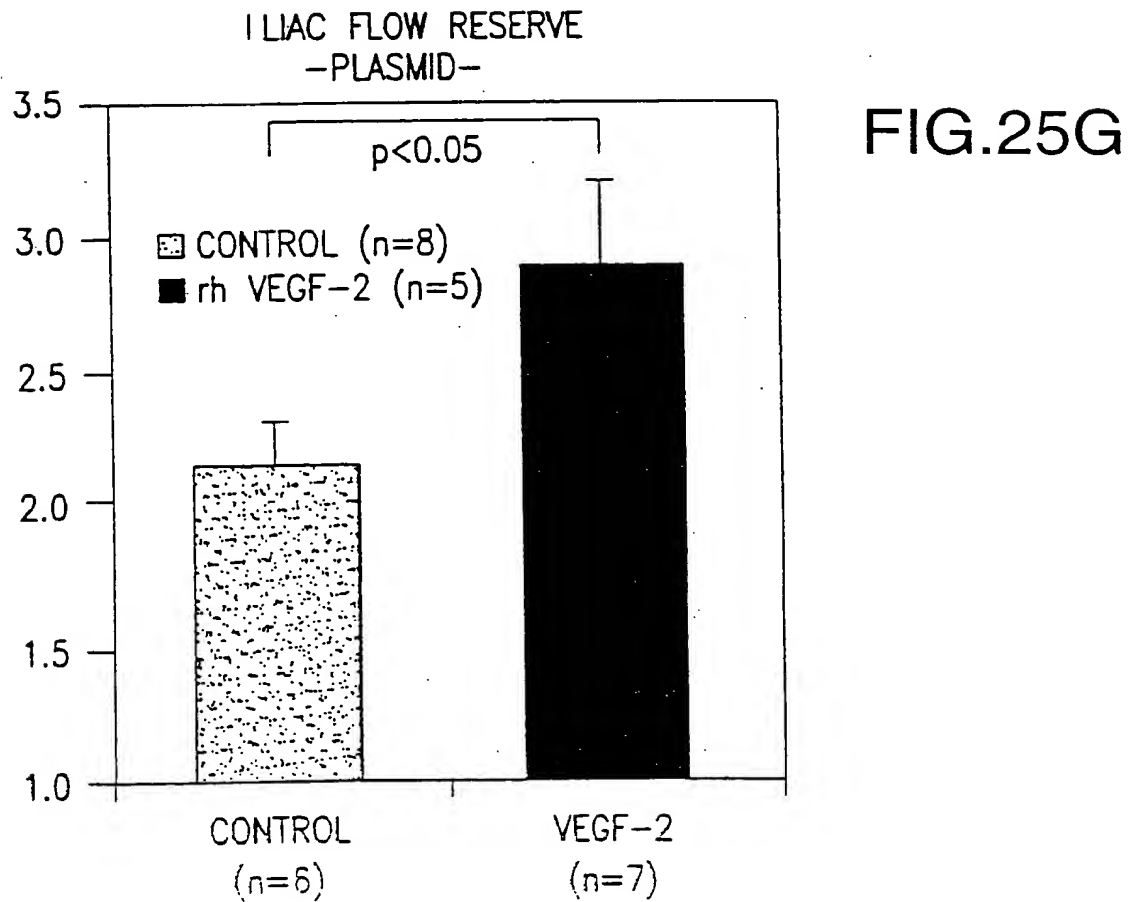 ILIAC FLOW RESERVE
-PLASMID-
FIG.25G
3.5
3.0
2.5
2.0
1.5
1.0
p<0.05
CONTROL (n=8)
rh VEGF-2 (n=5)
CONTROL
(n=6)
VEGF-2
(n=7)